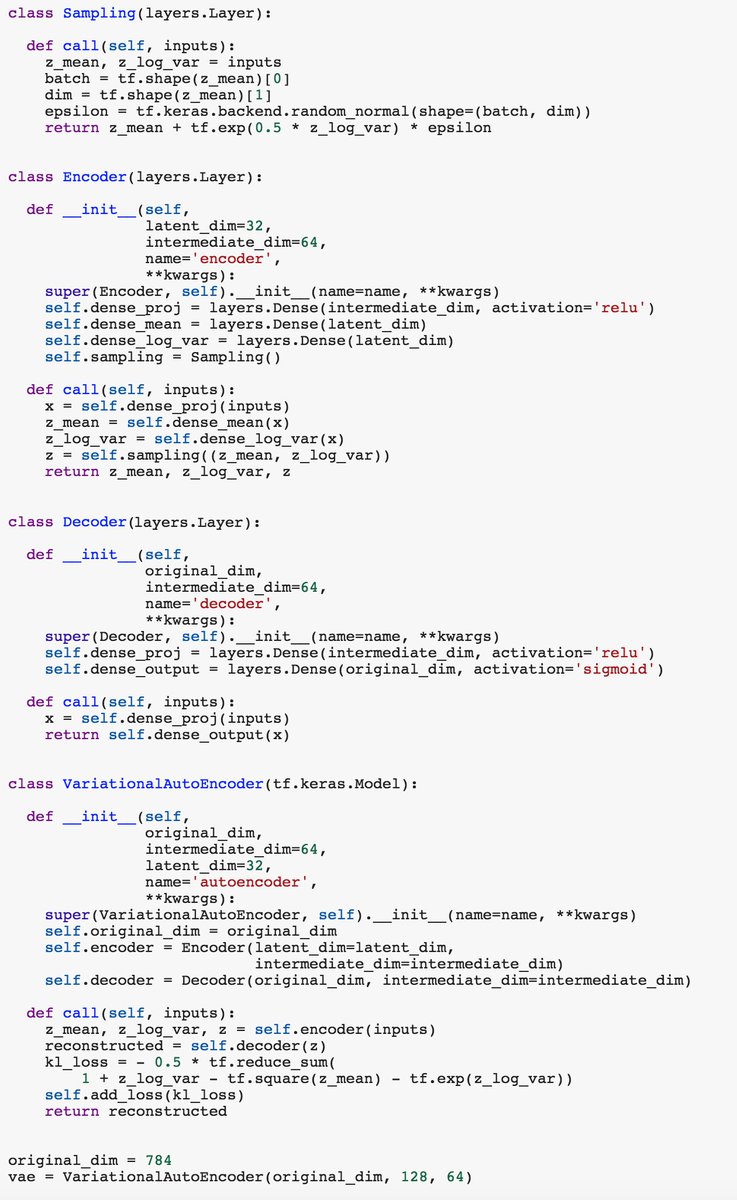 class Sampling(layers.Layer):
  def call(self, inputs):
    z_mean, z_log_var = inputs
    batch = tf.shape(z_mean)[0]
    dim = tf.shape(z_mean)[1]
    epsilon = tf.keras.backend.random_normal(shape=(batch, dim))
    return z_mean + tf.exp(0.5 * z_log_var) * epsilon
class Encoder(layers.Layer):
  def __init__(self,
               latent_dim=32,
               intermediate_dim=64,
               name='encoder',
               **kwargs):
    super(Encoder, self).__init__(name=name, **kwargs)
    self.dense_proj = layers.Dense(intermediate_dim, activation='relu')
    self.dense_mean = layers.Dense(latent_dim)
    self.dense_log_var = layers.Dense(latent_dim)
    self.sampling = Sampling()
  def call(self, inputs):
    x = self.dense_proj(inputs)
    z_mean = self.dense_mean(x)
    z_log_var = self.dense_log_var(x)
    z = self.sampling((z_mean, z_log_var))
    return z_mean, z_log_var, z
class Decoder(layers.Layer):
  def __init__(self,
               original_dim,
               intermediate_dim=64,
               name='decoder',
               **kwargs):
    super(Decoder, self).__init__(name=name, **kwargs)
    self.dense_proj = layers.Dense(intermediate_dim, activation='relu')
    self.dense_output = layers.Dense(original_dim, activation='sigmoid')
  def call(self, inputs):
    x = self.dense_proj(inputs)
    return self.dense_output(x)
class VariationalAutoEncoder(tf.keras.Model):
  def __init__(self,
               original_dim,
               intermediate_dim=64,
               latent_dim=32,
               name='autoencoder',
               **kwargs):
    super(VariationalAutoEncoder, self).__init__(name=name, **kwargs)
    self.original_dim = original_dim
    self.encoder = Encoder(latent_dim=latent_dim,
                           intermediate_dim=intermediate_dim)
    self.decoder = Decoder(original_dim, intermediate_dim=intermediate_dim)
  def call(self, inputs):
    z_mean, z_log_var, z = self.encoder(inputs)
    reconstructed = self.decoder(z)
    kl_loss = - 0.5 * tf.reduce_sum(
        1 + z_log_var - tf.square(z_mean) - tf.exp(z_log_var))
    self.add_loss(kl_loss)
    return reconstructed
original_dim = 784
vae = VariationalAutoEncoder(original_dim, 128, 64)